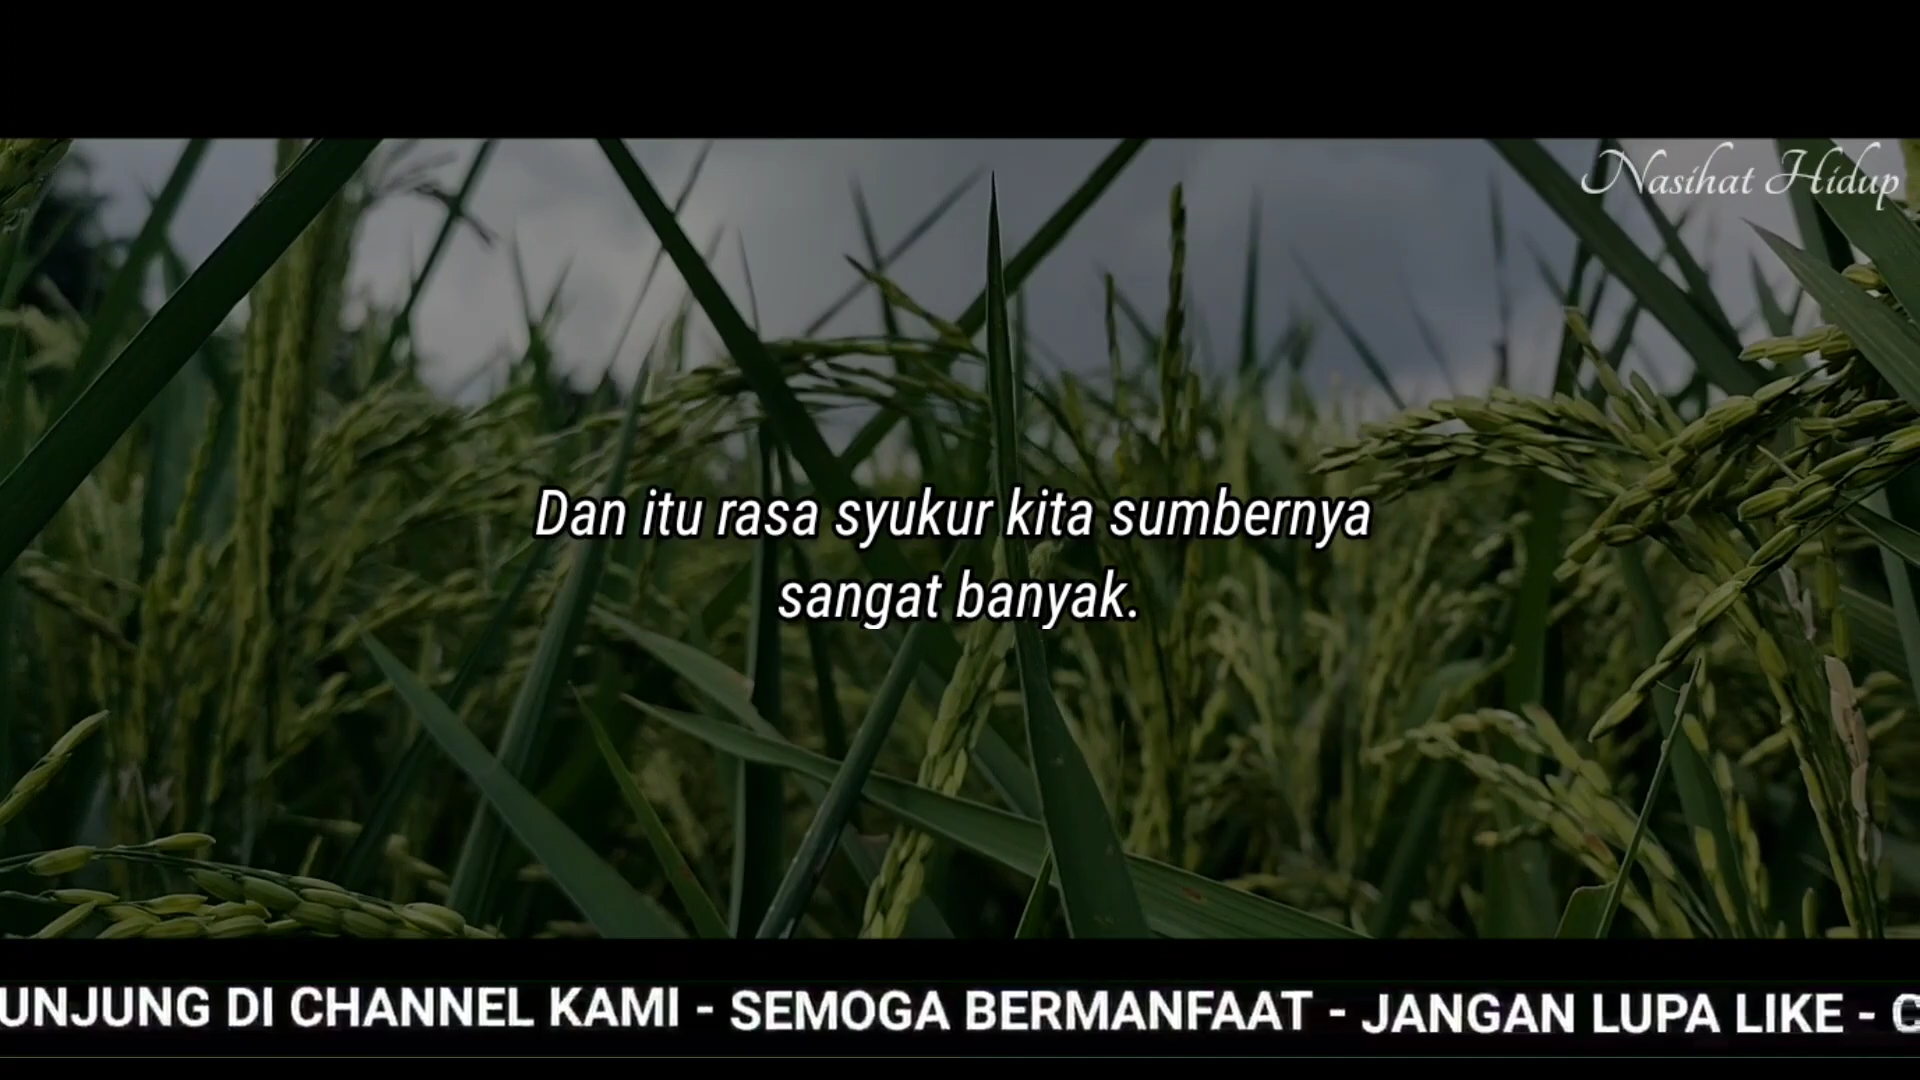 Nasihat Hidup
Dan itu rasa syukur kita sumbernya
sangat banyak.
UNJUNG DI CHANNEL KAMI - SEMOGA BERMANFAAT - JANGAN LUPA LIKE -